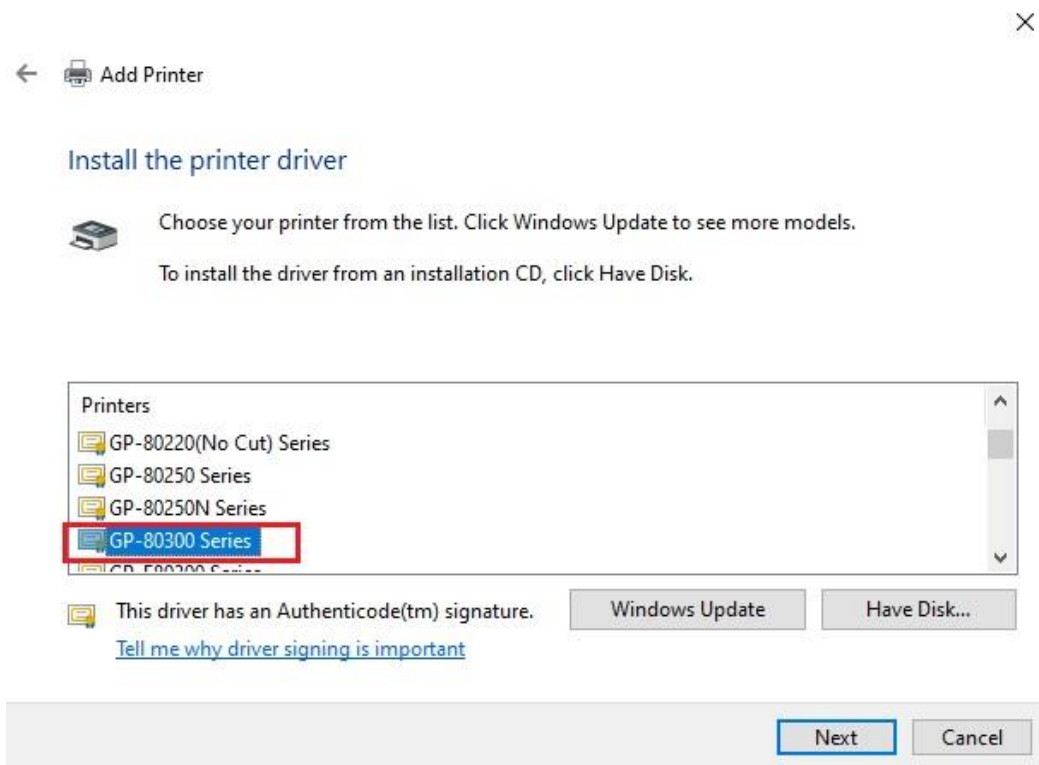 Add Printer
Install the printer driver
Choose your printer from the list. Click Windows Update to see more models.
To install the driver from an installation CD, click Have Disk.
Printers
GP-80220(No Cut) Series
GP-80250 Series
GP-80250N Series
GP-80300 Series
This driver has an Authenticode(tm) signature.
Windows Update
Have Disk...
Tell me why driver signing is important
Next
Cancel